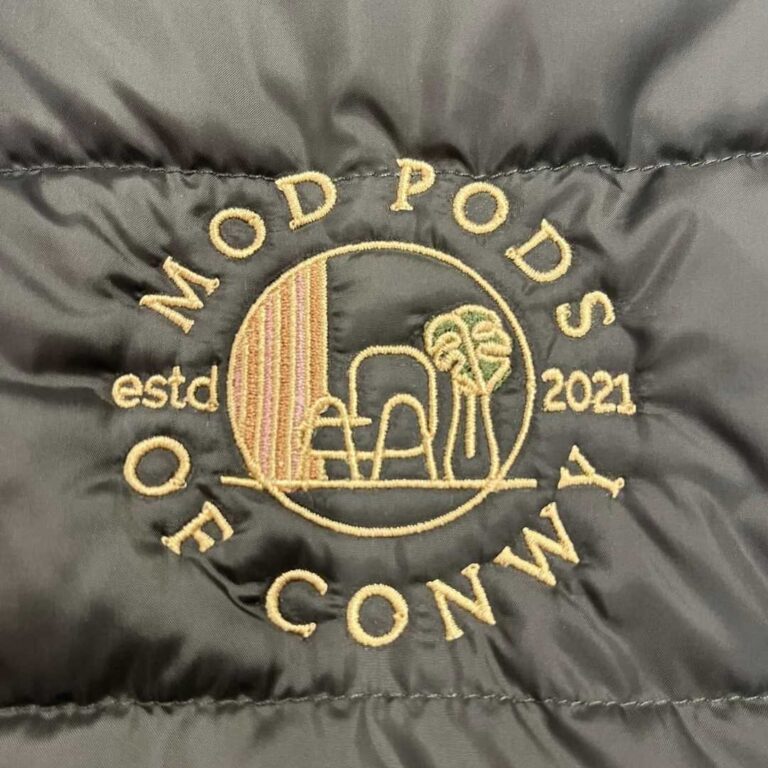 MOD PODS
estd 2021
OF CONWY